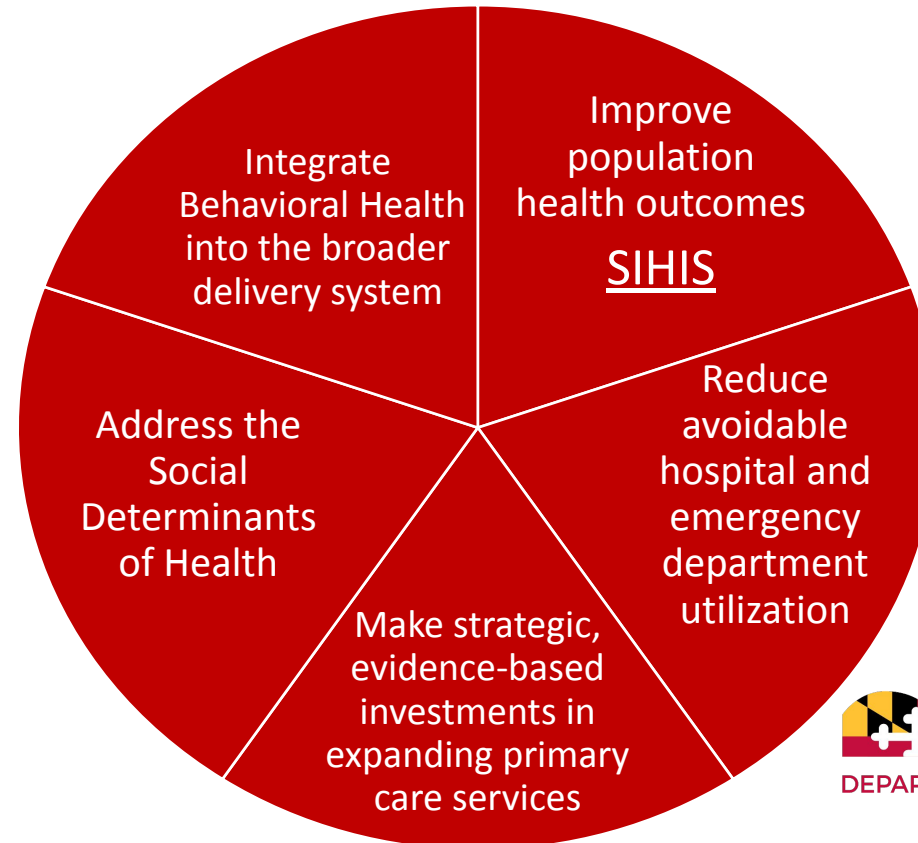 Improve
population
health outcomes
SIHIS
Reduce
avoidable
hospital and
emergency
department
utilization
Make strategic,
evidence-based
investments in
expanding primary
care services
Address the
Social
Determinants
of Health
Integrate
Behavioral Health
into the broader
delivery system
DEPAR